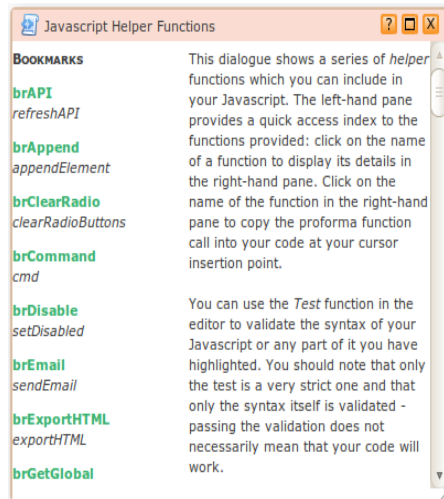 Javascript Helper Functions
? X
BOOKMARKS
brAPI
refreshAPI
brAppend
appendElement
brClearRadio
clearRadioButtons
brCommand
cmd
brDisable
setDisabled
brEmail
sendEmail
brExportHTML
exportHTML
brGetGlobal
This dialogue shows a series of helper
functions which you can include in
your Javascript. The left-hand pane
provides a quick access index to the
functions provided: click on the name
of a function to display its details in
the right-hand pane. Click on the
name of the function in the right-hand
pane to copy the proforma function
call into your code at your cursor
insertion point.
You can use the Test function in the
editor to validate the syntax of your
Javascript or any part of it you have
highlighted. You should note that only
the test is a very strict one and that
only the syntax itself is validated -
passing the validation does not
necessarily mean that your code will
work.